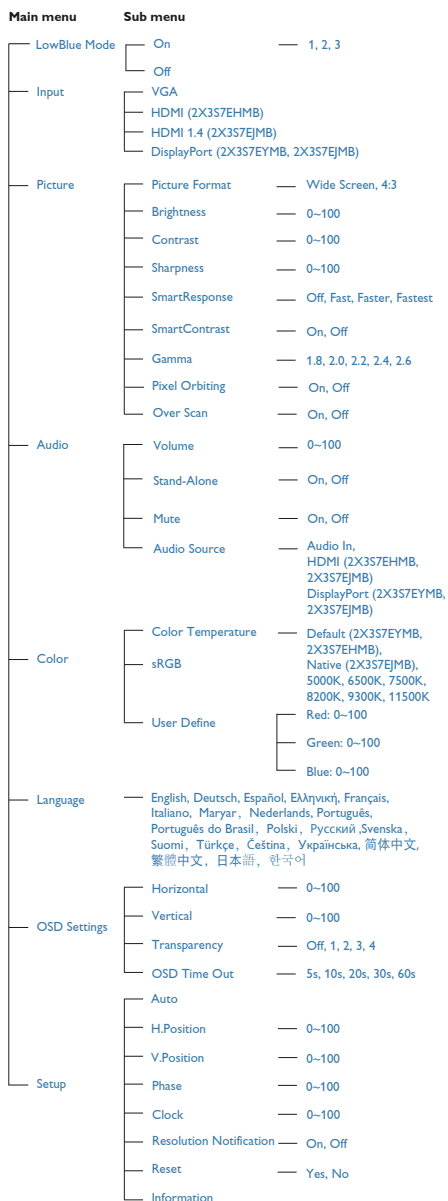 Main menu Sub menu
LowBlue Mode On 1, 2, 3
Off
Input VGA
HDMI (2X3S7EHMB)
HDMI 1.4 (2X3S7EJMB)
DisplayPort (2X3S7EYMB, 2X3S7EJMB)
Picture Picture Format Wide Screen, 4:3
Brightness 0~100
Contrast 0~100
Sharpness 0~100
SmartResponse Off, Fast, Faster, Fastest
SmartContrast On, Off
Gamma 1.8, 2.0, 2.2, 2.4, 2.6
Pixel Orbiting On, Off
Over Scan On, Off
Audio Volume 0~100
Stand-Alone On, Off
Mute On, Off
Audio Source Audio In,
HDMI (2X3S7EHMB,
2X3S7EJMB)
DisplayPort (2X3S7EYMB,
2X3S7EJMB)
Color Color Temperature Default (2X3S7EYMB,
2X3S7EHMB),
sRGB Native (2X3S7EJMB),
5000K, 6500K, 7500K,
8200K, 9300K, 11500K
User Define Red: 0~100
Green: 0~100
Blue: 0~100
Language English, Deutsch, Español, Ελληνική, Français,
Italiano, Maryar, Nederlands, Português,
Português do Brasil, Polski, Русский ,Svenska,
Suomi, Türkçe, Čeština, Українська, 简体中文,
繁體中文, 日本語, 한국어
OSD Settings Horizontal 0~100
Vertical 0~100
Transparency Off, 1, 2, 3, 4
OSD Time Out 5s, 10s, 20s, 30s, 60s
Setup Auto
H.Position 0~100
V.Position 0~100
Phase 0~100
Clock 0~100
Resolution Notification On, Off
Reset Yes, No
Information